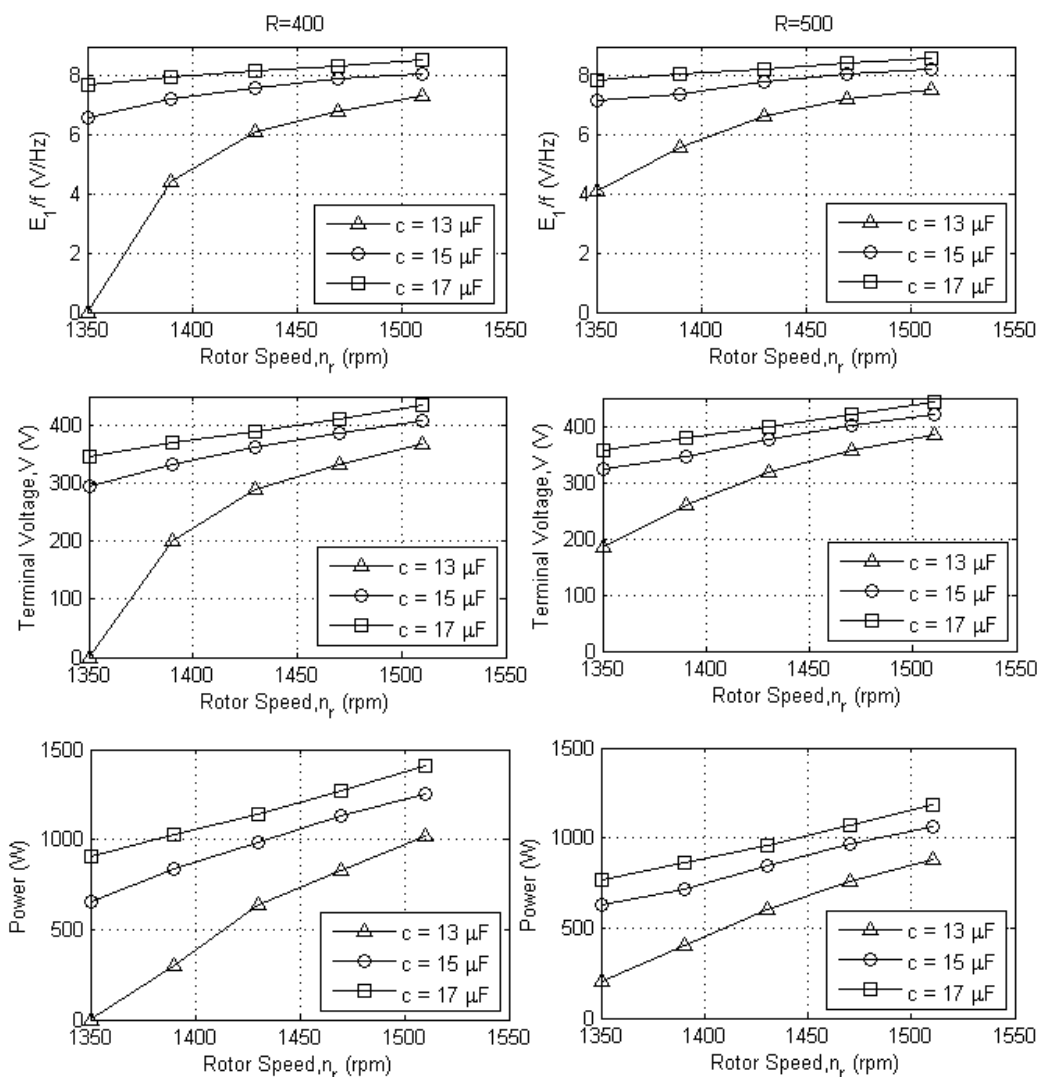 R=400
8
6
4
2
0
E1/f (V/Hz)
c = 13 μF
c = 15 μF
c = 17 μF
1350
1400
1450
1500
1550
Rotor Speed,nr (rpm)
R=500
8
6
4
2
0
E1/f (V/Hz)
c = 13 μF
c = 15 μF
c = 17 μF
1350
1400
1450
1500
1550
Rotor Speed,nr (rpm)
400
300
200
100
0
Terminal Voltage,V (V)
c = 13 μF
c = 15 μF
c = 17 μF
1350
1400
1450
1500
1550
Rotor Speed,nr (rpm)
400
300
200
100
0
Terminal Voltage,V (V)
c = 13 μF
c = 15 μF
c = 17 μF
1350
1400
1450
1500
1550
Rotor Speed,nr (rpm)
1500
1000
500
0
Power (W)
c = 13 μF
c = 15 μF
c = 17 μF
1350
1400
1450
1500
1550
Rotor Speed,nr (rpm)
1500
1000
500
0
Power (W)
c = 13 μF
c = 15 μF
c = 17 μF
1350
1400
1450
1500
1550
Rotor Speed,nr (rpm)